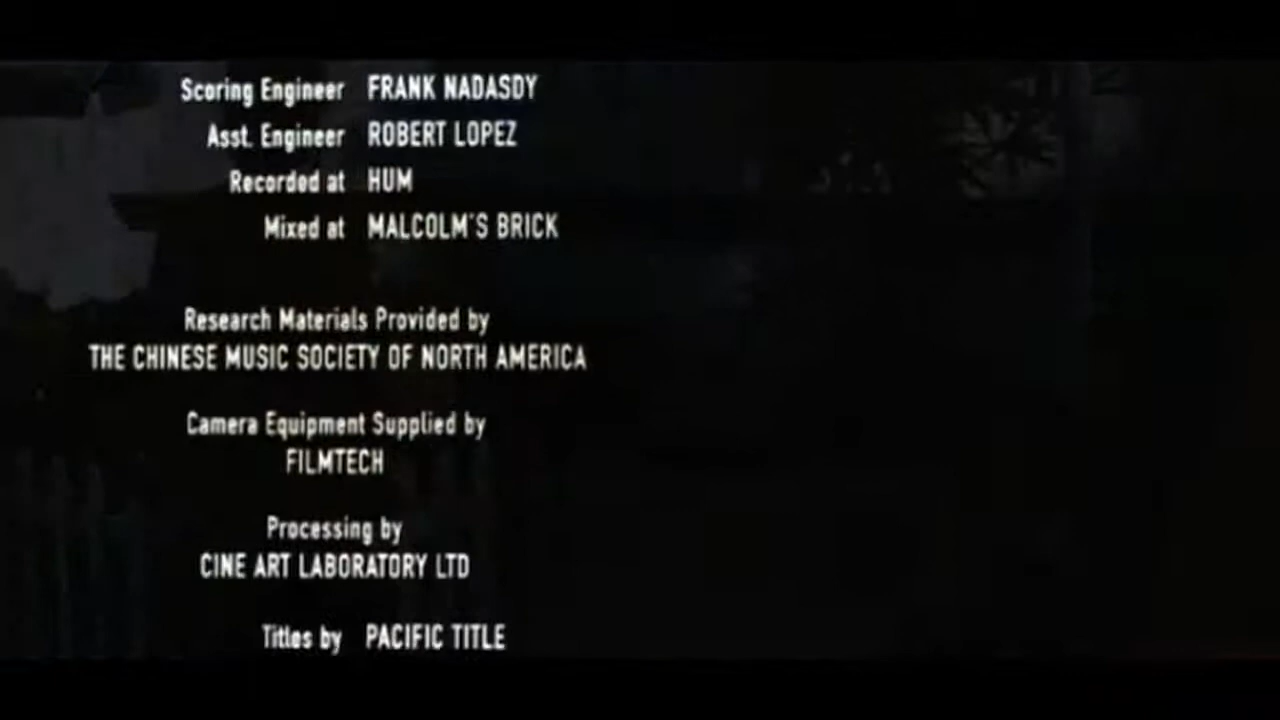 Scoring Engineer FRANK NADASDY
Asst. Engineer ROBERT LOPEZ
Recorded at HUM
Mixed at MALCOLM'S BRICK
Research Materials Provided by
THE CHINESE MUSIC SOCIETY OF NORTH AMERICA
Camera Equipment Supplied by
FILMTECH
Processing by
CINE ART LABORATORY LTD
Titles by PACIFIC TITLE